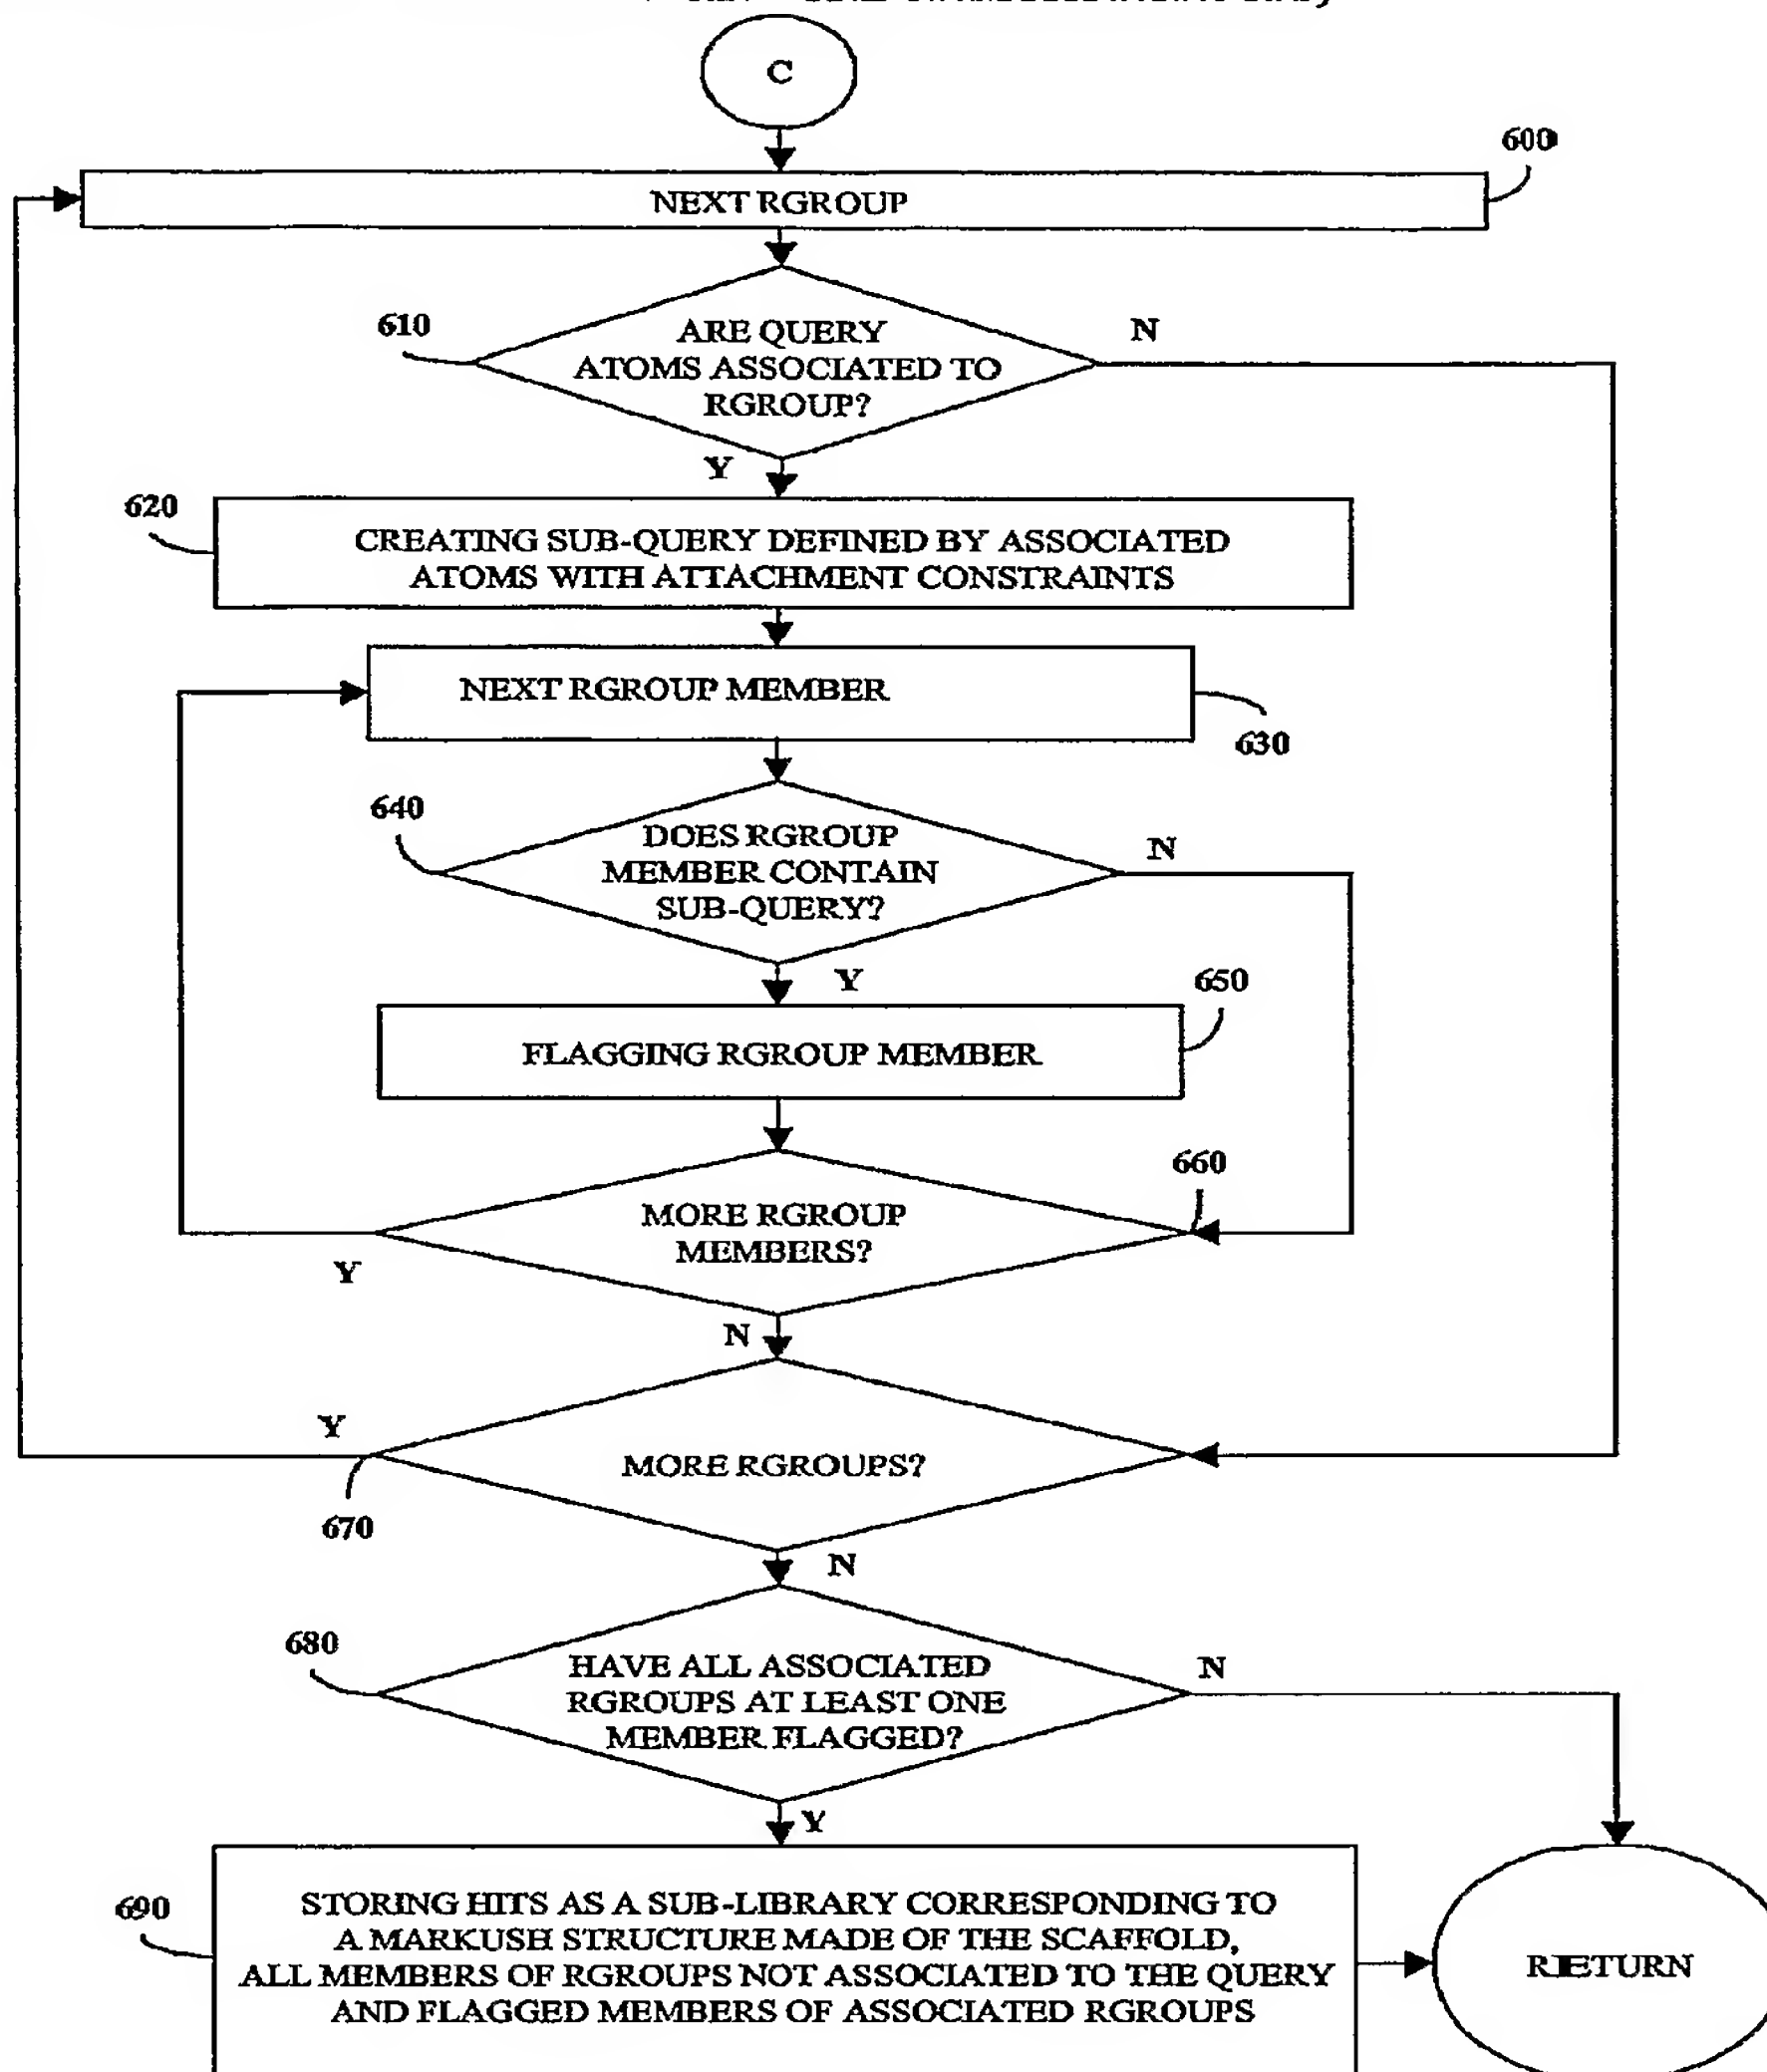 C
600
NEXT RGROUP
610
ARE QUERY
ATOMS ASSOCIATED TO
RGROUP?
N
Y
620
CREATING SUB-QUERY DEFINED BY ASSOCIATED
ATOMS WITH ATTACHMENT CONSTRAINTS
NEXT RGROUP MEMBER
630
640
DOES RGROUP
MEMBER CONTAIN
SUB-QUERY?
N
Y
650
FLAGGING RGROUP MEMBER
660
MORE RGROUP
MEMBERS?
Y
N
Y
MORE RGROUPS?
670
N
680
HAVE ALL ASSOCIATED
RGROUPS AT LEAST ONE
MEMBER FLAGGED?
N
Y
690
STORING HITS AS A SUB-LIBRARY CORRESPONDING TO
A MARKUSH STRUCTURE MADE OF THE SCAFFOLD,
ALL MEMBERS OF RGROUPS NOT ASSOCIATED TO THE QUERY
AND FLAGGED MEMBERS OF ASSOCIATED RGROUPS
RETURN